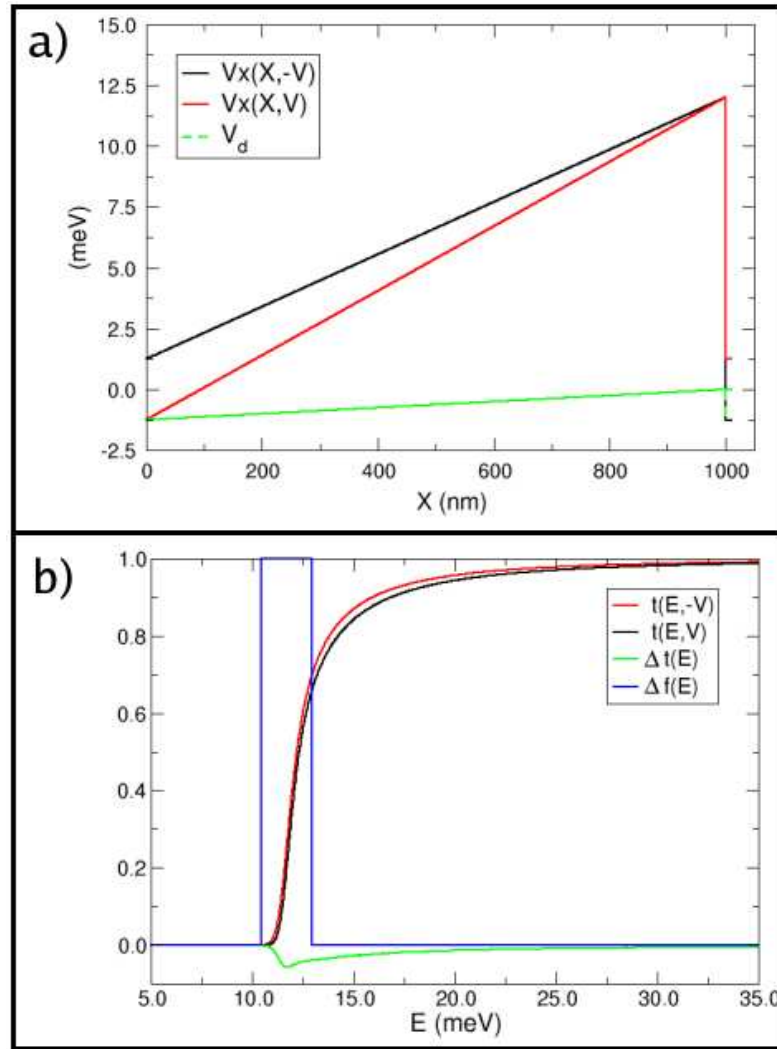 a)
15.0
12.5
10.0
7.5
5.0
2.5
0.0
-2.5
(meV)
Vx(X,-V)
Vx(X,V)
V_d
0
200
400
600
800
1000
X (nm)
b)
1.0
0.8
0.6
0.4
0.2
0.0
t(E,-V)
t(E,V)
Δ t(E)
Δ f(E)
5.0
10.0
15.0
20.0
25.0
30.0
35.0
E (meV)